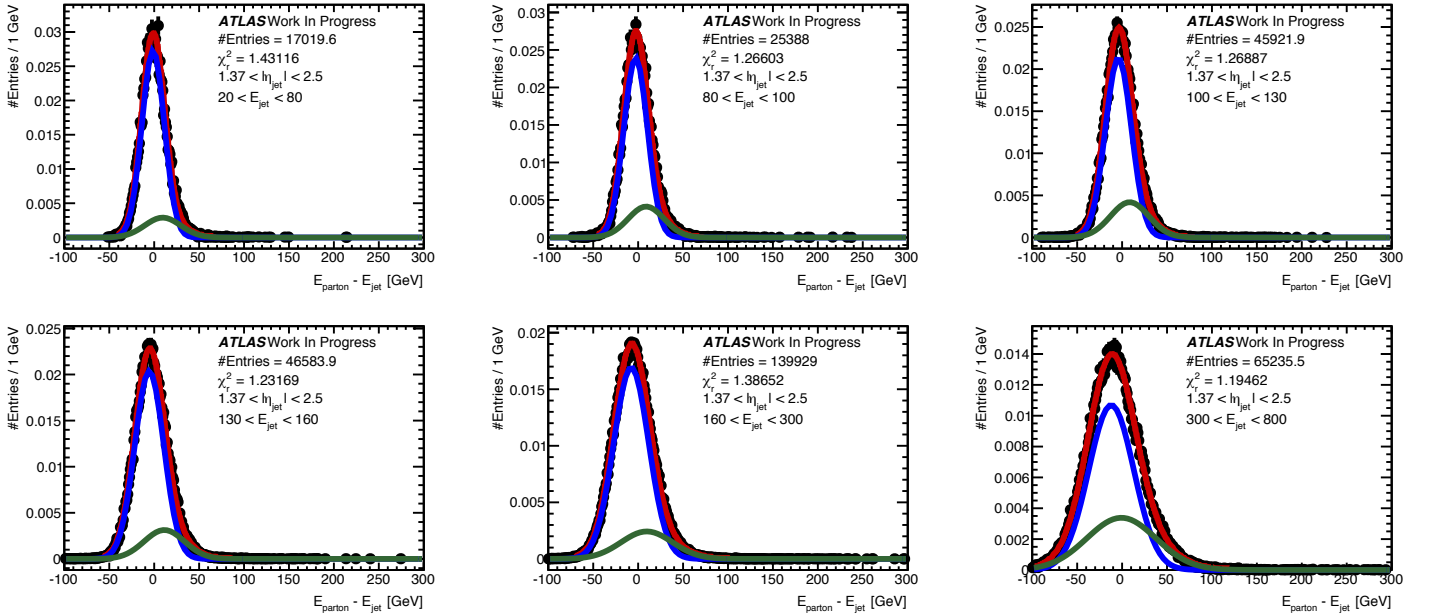 #Entries / 1 GeV
0.03
0.025
0.02
0.015
0.01
0.005
0
ATLAS Work In Progress
#Entries = 17019.6
χ²ᵣ = 1.43116
1.37 < |η_jet| < 2.5
20 < E_jet < 80
-100 -50 0 50 100 150 200 250 300
E_parton - E_jet [GeV]
#Entries / 1 GeV
0.03
0.025
0.02
0.015
0.01
0.005
0
ATLAS Work In Progress
#Entries = 25388
χ²ᵣ = 1.26603
1.37 < |η_jet| < 2.5
80 < E_jet < 100
-100 -50 0 50 100 150 200 250 300
E_parton - E_jet [GeV]
#Entries / 1 GeV
0.025
0.02
0.015
0.01
0.005
0
ATLAS Work In Progress
#Entries = 45921.9
χ²ᵣ = 1.26887
1.37 < |η_jet| < 2.5
100 < E_jet < 130
-100 -50 0 50 100 150 200 250 300
E_parton - E_jet [GeV]
#Entries / 1 GeV
0.025
0.02
0.015
0.01
0.005
0
ATLAS Work In Progress
#Entries = 46583.9
χ²ᵣ = 1.23169
1.37 < |η_jet| < 2.5
130 < E_jet < 160
-100 -50 0 50 100 150 200 250 300
E_parton - E_jet [GeV]
#Entries / 1 GeV
0.02
0.015
0.01
0.005
0
ATLAS Work In Progress
#Entries = 139929
χ²ᵣ = 1.38652
1.37 < |η_jet| < 2.5
160 < E_jet < 300
-100 -50 0 50 100 150 200 250 300
E_parton - E_jet [GeV]
#Entries / 1 GeV
0.014
0.012
0.01
0.008
0.006
0.004
0.002
0
ATLAS Work In Progress
#Entries = 65235.5
χ²ᵣ = 1.19462
1.37 < |η_jet| < 2.5
300 < E_jet < 800
-100 -50 0 50 100 150 200 250 300
E_parton - E_jet [GeV]